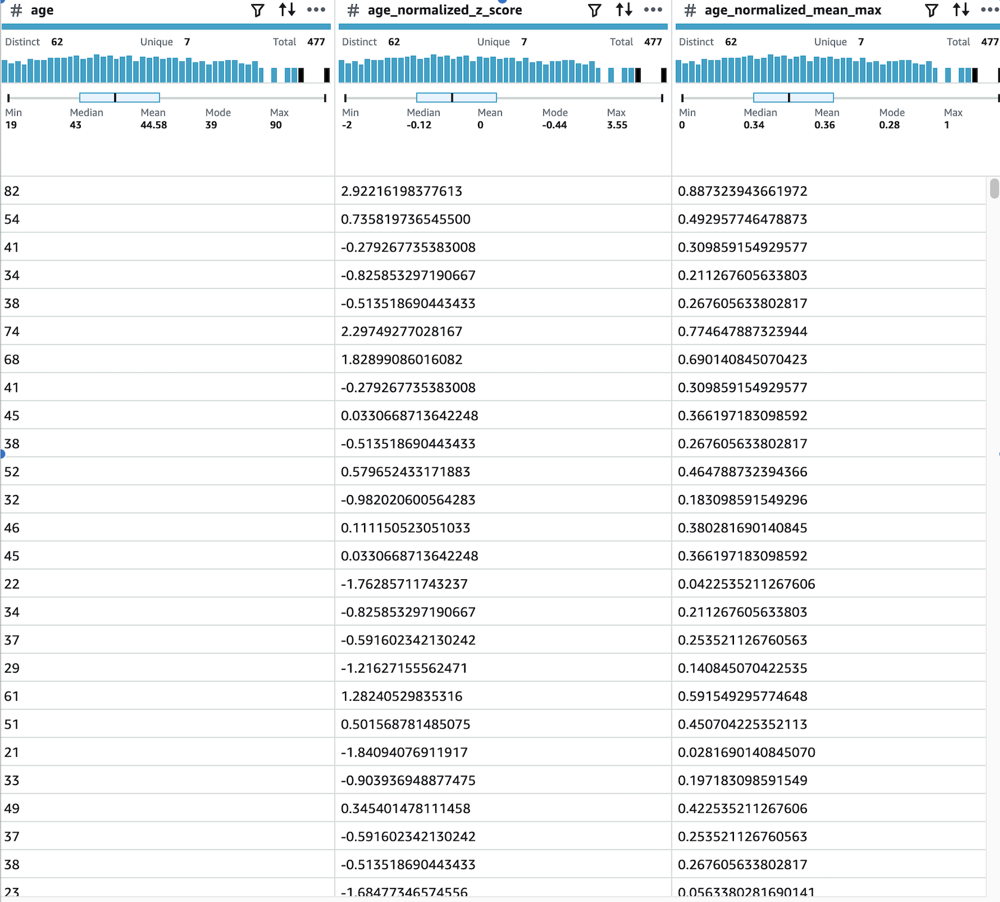 # age # age_normalized_z_score # age_normalized_mean_max
Distinct 62 Unique 7 Total 477 Distinct 62 Unique 7 Total 477 Distinct 62 Unique 7 Total 477
Min Median Mean Mode Max Min Median Mean Mode Max Min Median Mean Mode Max
19 43 44.58 39 90 -2 -0.12 0 -0.44 3.55 0 0.34 0.36 0.28 1
82 2.92216198377613 0.887323943661972
54 0.735819736545500 0.492957746478873
41 -0.279267735383008 0.309859154929577
34 -0.825853297190667 0.211267605633803
38 -0.513518690443433 0.267605633802817
74 2.29749277028167 0.774647887323944
68 1.82899086016082 0.690140845070423
41 -0.279267735383008 0.309859154929577
45 0.0330668713642248 0.366197183098592
38 -0.513518690443433 0.267605633802817
52 0.579652433171883 0.464788732394366
32 -0.982020600564283 0.183098591549296
46 0.111150523051033 0.380281690140845
45 0.0330668713642248 0.366197183098592
22 -1.76285711743237 0.0422535211267606
34 -0.825853297190667 0.211267605633803
37 -0.591602342130242 0.253521126760563
29 -1.21627155562471 0.140845070422535
61 1.28240529835316 0.591549295774648
51 0.501568781485075 0.450704225352113
21 -1.84094076911917 0.0281690140845070
33 -0.903936948877475 0.197183098591549
49 0.345401478111458 0.422535211267606
37 -0.591602342130242 0.253521126760563
38 -0.513518690443433 0.267605633802817
23 -1.68477346574556 0.0563380281690141